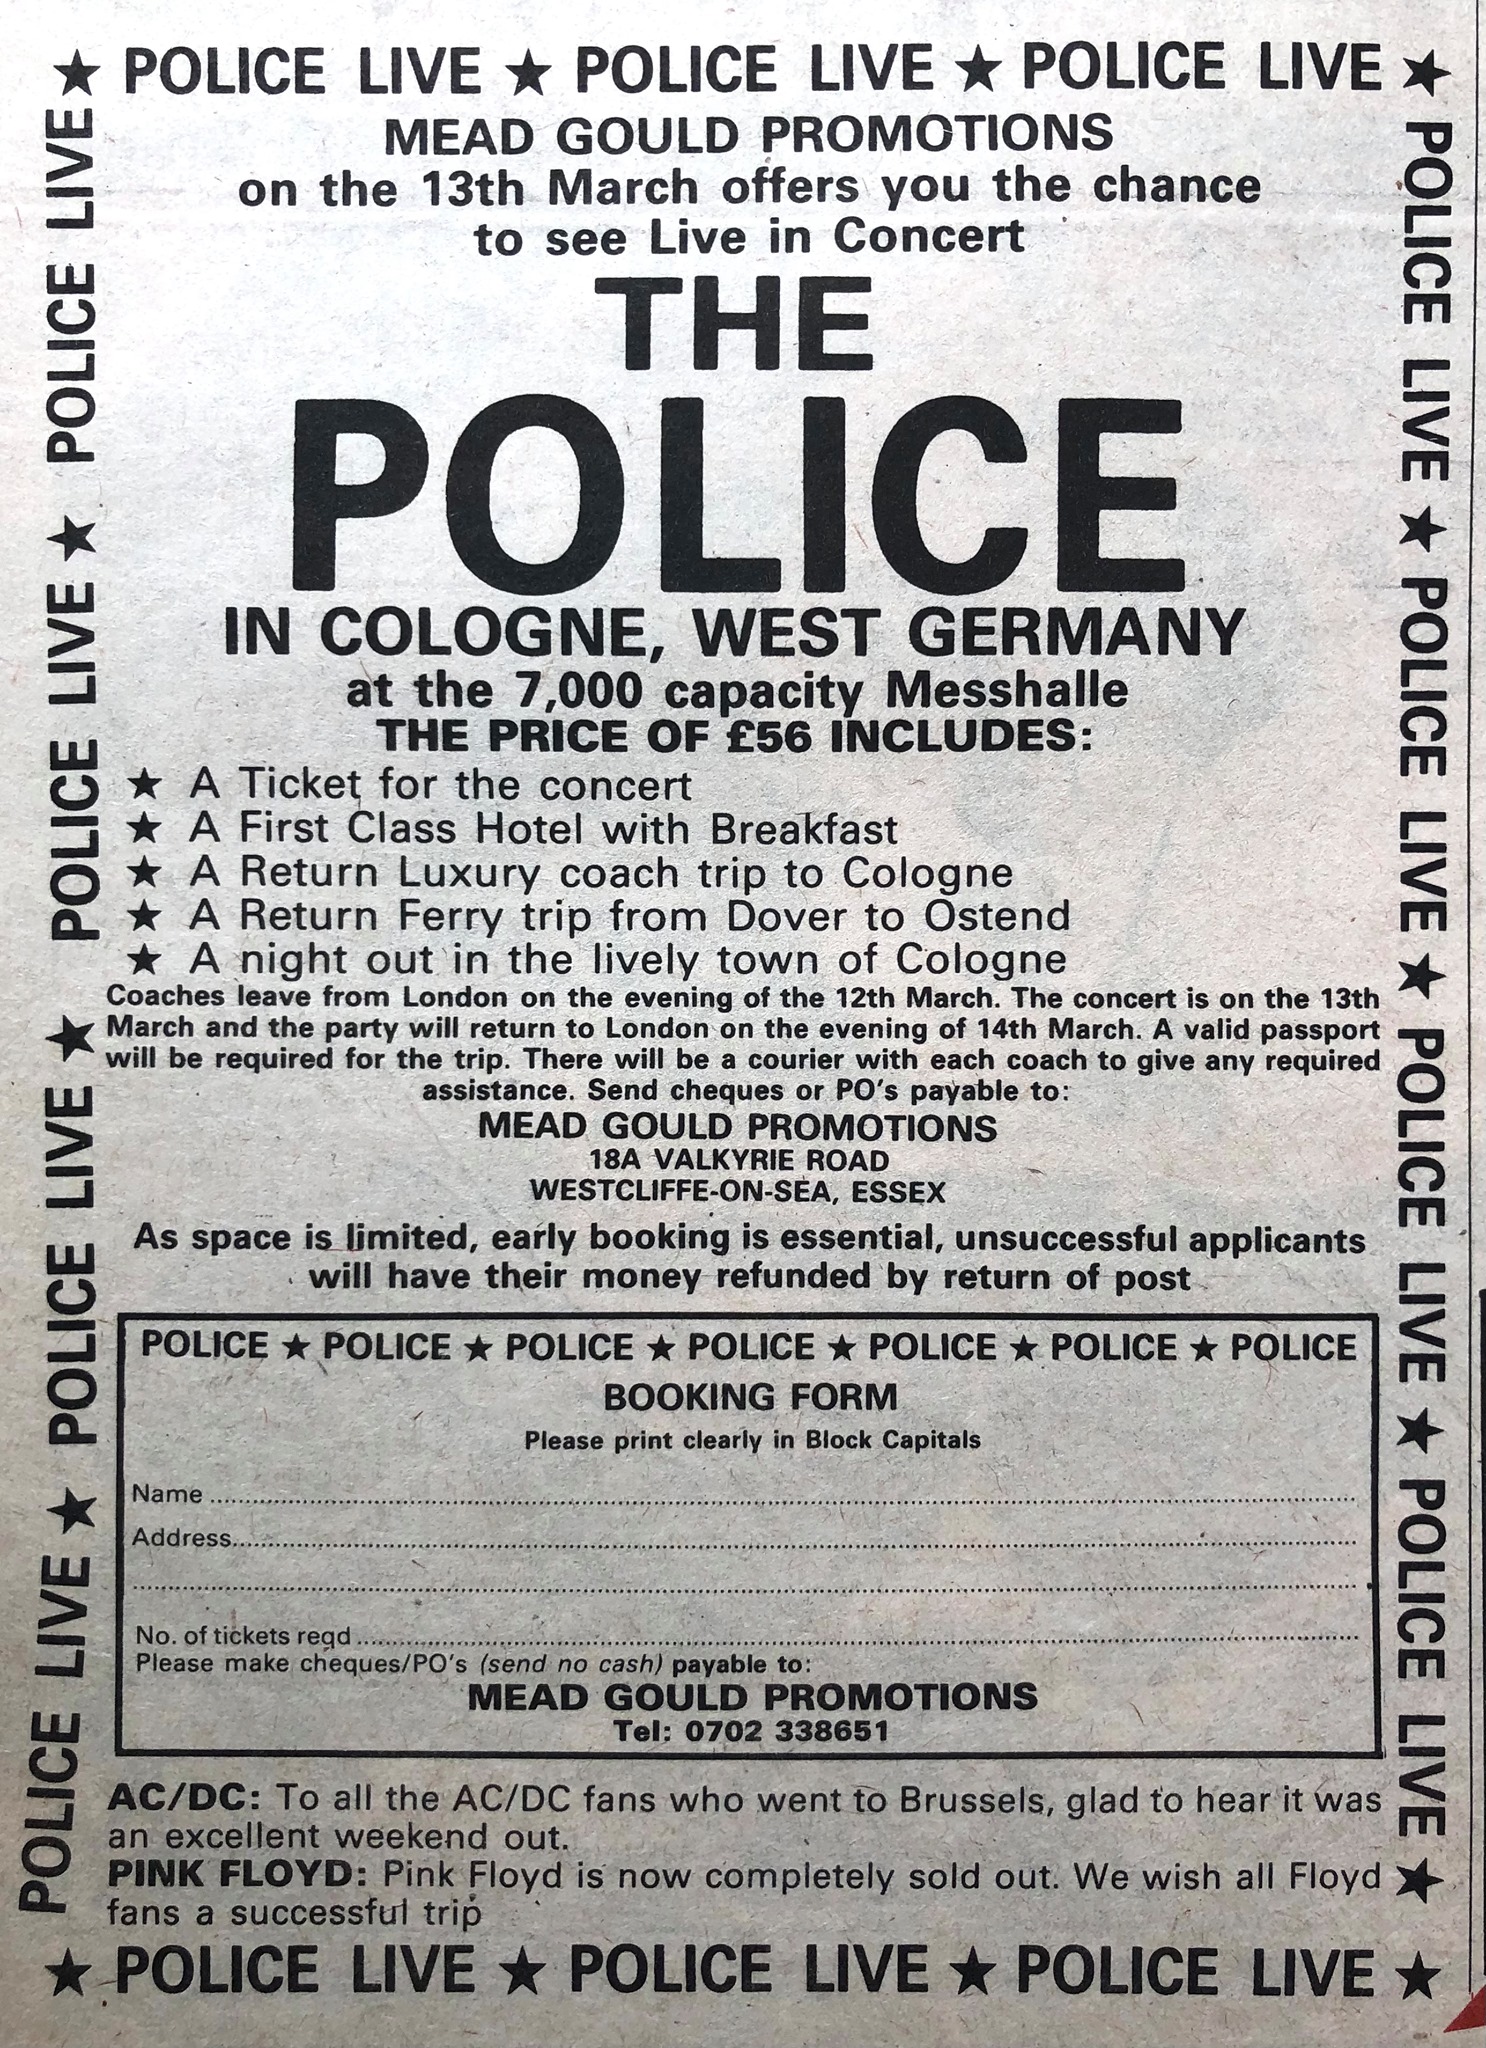 ★ POLICE LIVE ★ POLICE LIVE ★ POLICE LIVE ★
MEAD GOULD PROMOTIONS
on the 13th March offers you the chance
to see Live in Concert
THE
POLICE
IN COLOGNE, WEST GERMANY
at the 7,000 capacity Messhalle
THE PRICE OF £56 INCLUDES:
★ A Ticket for the concert
★ A First Class Hotel with Breakfast
★ A Return Luxury coach trip to Cologne
★ A Return Ferry trip from Dover to Ostend
★ A night out in the lively town of Cologne
Coaches leave from London on the evening of the 12th March. The concert is on the 13th
March and the party will return to London on the evening of 14th March. A valid passport
will be required for the trip. There will be a courier with each coach to give any required
assistance. Send cheques or PO's payable to:
MEAD GOULD PROMOTIONS
18A VALKYRIE ROAD
WESTCLIFFE-ON-SEA, ESSEX
As space is limited, early booking is essential, unsuccessful applicants
will have their money refunded by return of post
POLICE ★ POLICE ★ POLICE ★ POLICE ★ POLICE ★ POLICE ★ POLICE
BOOKING FORM
Please print clearly in Block Capitals
Name
Address
No. of tickets reqd
Please make cheques/PO's (send no cash) payable to:
MEAD GOULD PROMOTIONS
Tel: 0702 338651
AC/DC: To all the AC/DC fans who went to Brussels, glad to hear it was
an excellent weekend out.
PINK FLOYD: Pink Floyd is now completely sold out. We wish all Floyd
fans a successful trip
★ POLICE LIVE ★ POLICE LIVE ★ POLICE LIVE ★
POLICE LIVE ★ POLICE LIVE ★ POLICE LIVE ★ POLICE LIVE
POLICE LIVE ★ POLICE LIVE ★ POLICE LIVE ★ POLICE LIVE ★